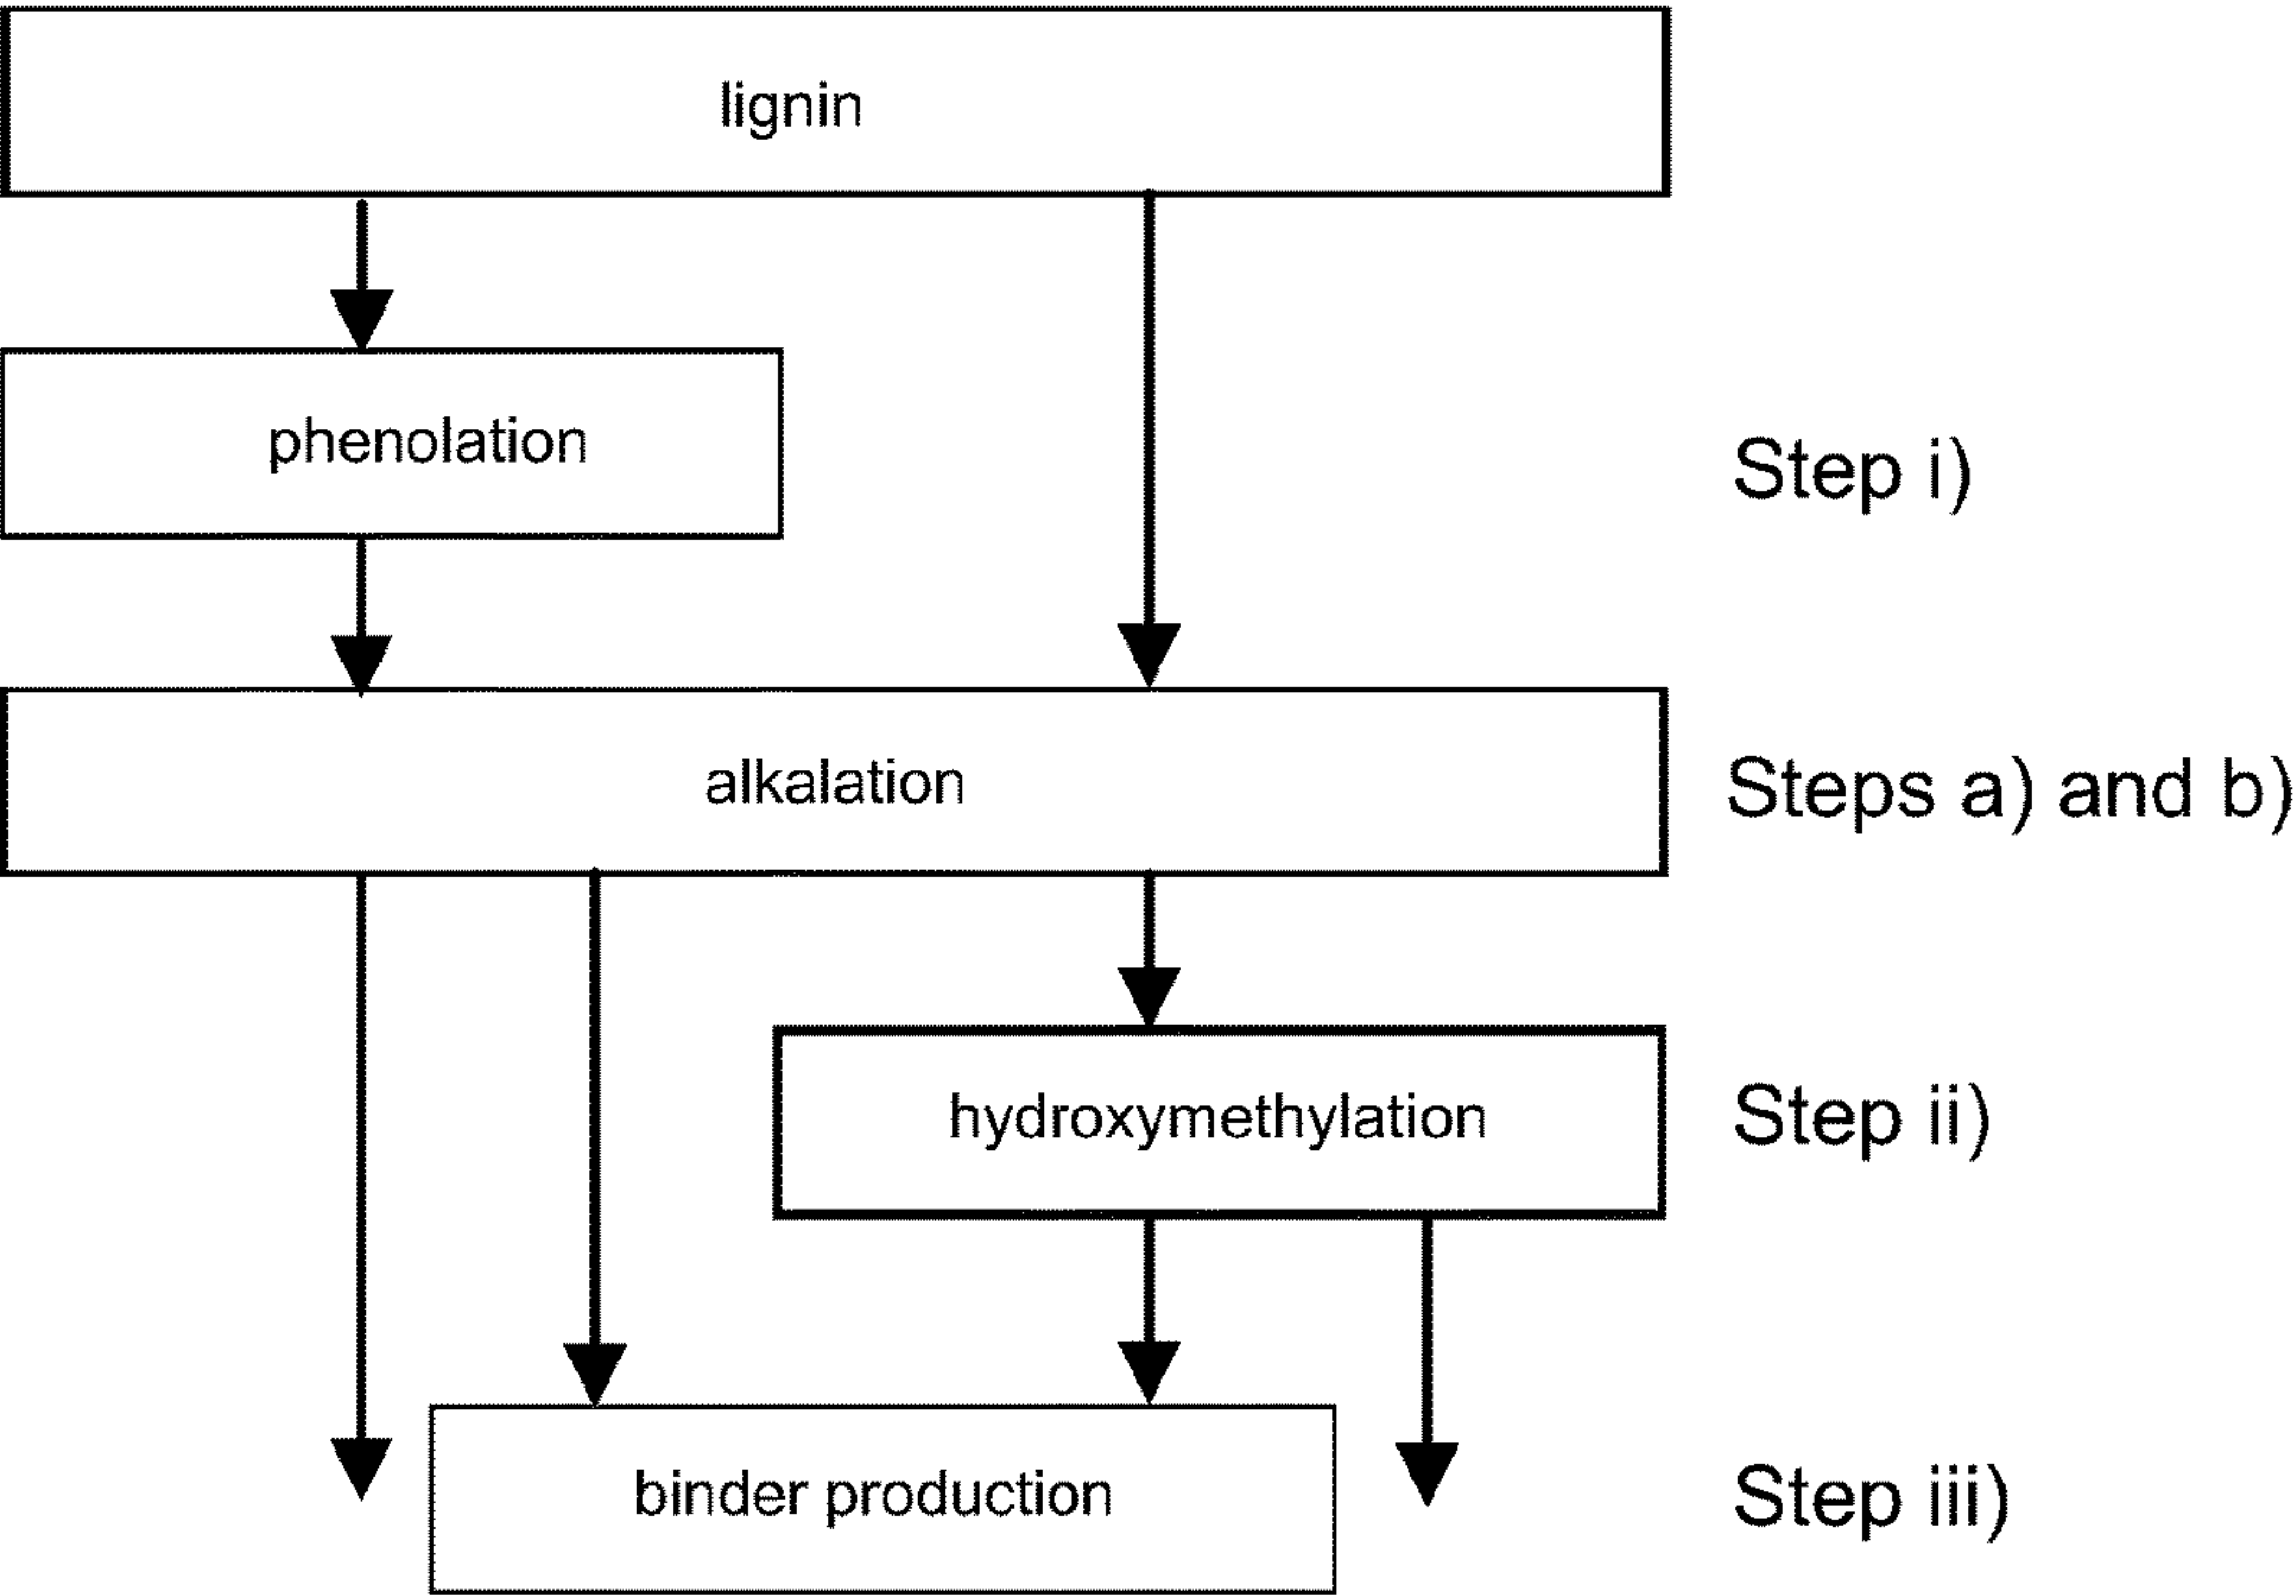 lignin
phenolation
Step i)
alkalation
Steps a) and b)
hydroxymethylation
Step ii)
binder production
Step iii)